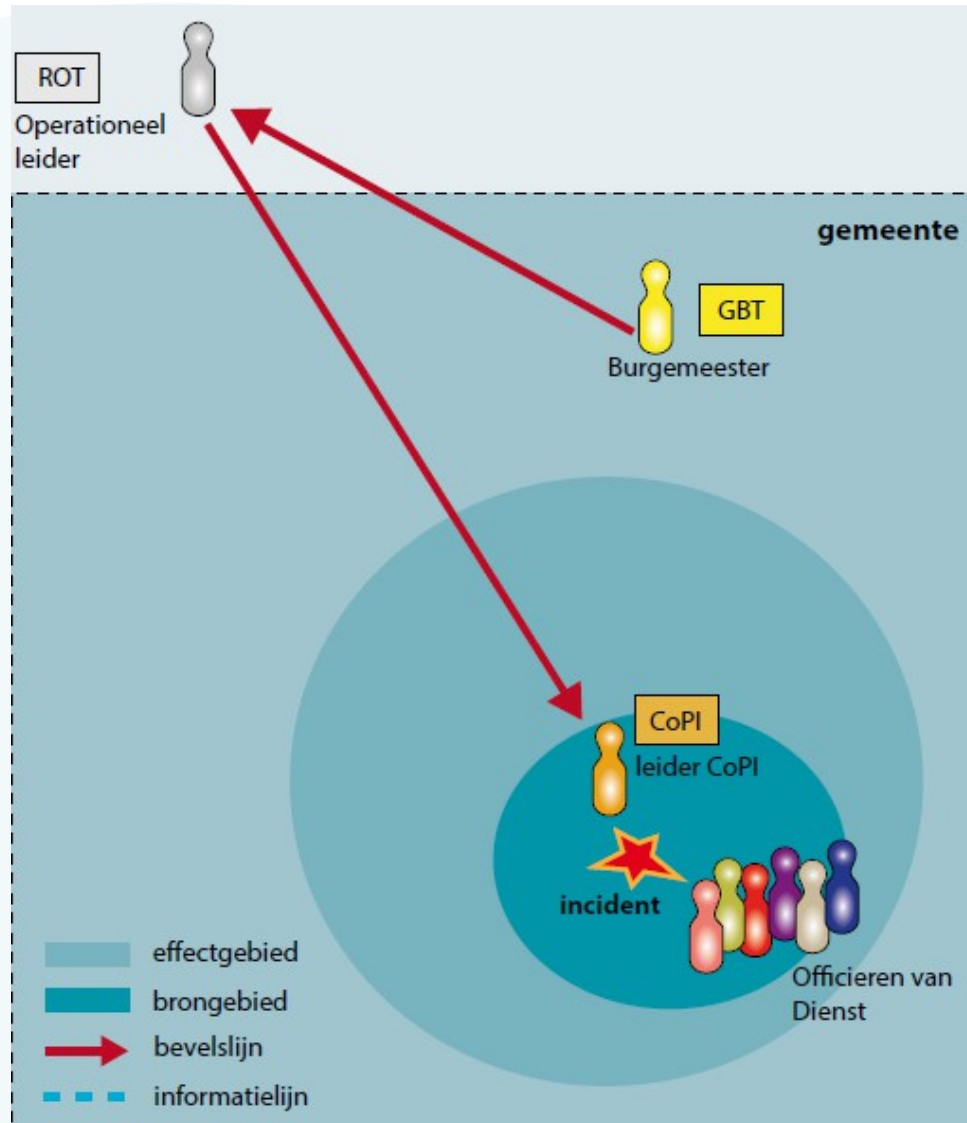 ROT
Operationeel
leider
gemeente
GBT
Burgemeester
CoPI
leider CoPI
incident
Officieren van
Dienst
effectgebied
brongebied
bevelslijn
informatielijn